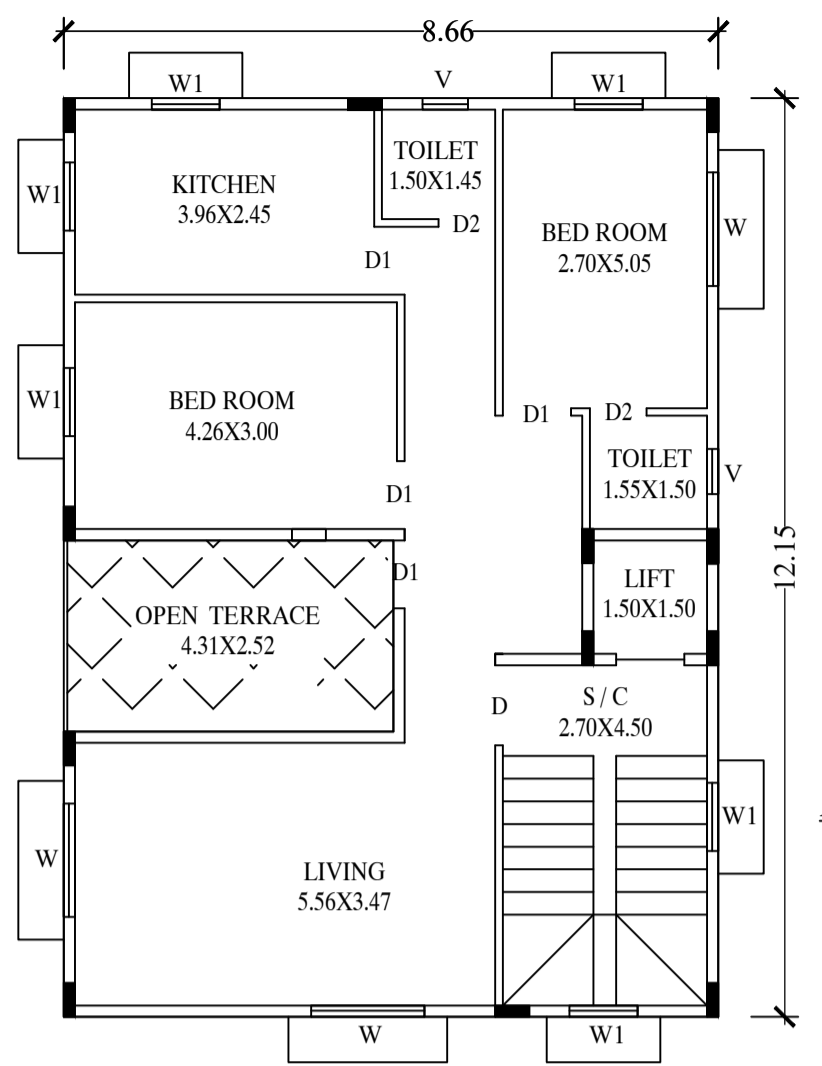 8.66
W1
V
W1
TOILET
1.50X1.45
KITCHEN
3.96X2.45
W1
D2
W
BED ROOM
2.70X5.05
D1
BED ROOM
4.26X3.00
W1
D1
D2
TOILET
1.55X1.50
V
D1
12.15
D1
LIFT
1.50X1.50
OPEN TERRACE
4.31X2.52
S / C
2.70X4.50
D
W1
W
LIVING
5.56X3.47
W
W1